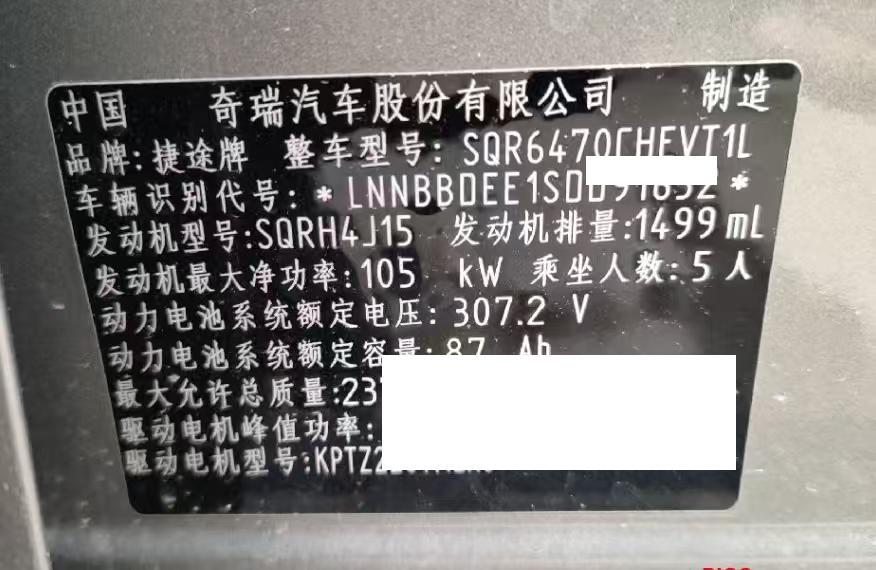 中国 奇瑞汽车股份有限公司 制造
品牌:捷途牌 整车型号: SQR6470CHEVT1L
车辆识别代号: *LNNBBDEE1SD
发动机型号:SQRH4J15 发动机排量:1499mL
发动机最大净功率:105 kW 乘坐人数:5人
动力电池系统额定电压:307.2 V
动力电池系统额定容量:87 Ah
最大允许总质量:23
驱动电机峰值功率:
驱动电机型号:KPTZ2